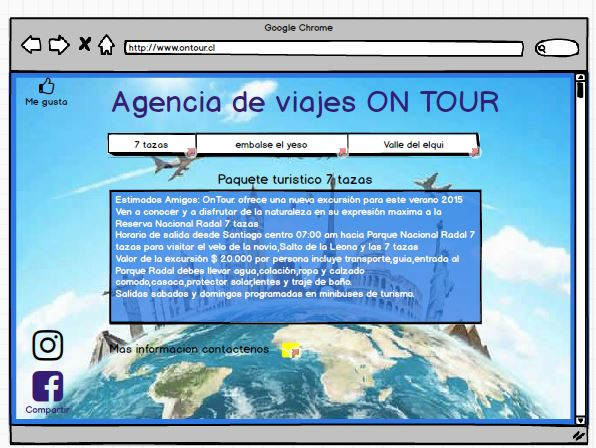 Google Chrome
http://www.ontour.cl
Me gusta
Agencia de viajes ON TOUR
7 tazas
embalse el yeso
Valle del elqui
Paquete turistico 7 tazas
Estimados Amigos: OnTour. ofrece una nueva excursión para este verano 2015
Ven a conocer y a disfrutar de la naturaleza en su expresión maxima a la
Reserva Nacional Radal 7 tazas
Horario de salida desde Santiago centro 07:00 am hacia Parque Nacional Radal 7
tazas para visitar el velo de la novia,Salto de la Leona y las 7 tazas
Valor de la excursión $ 20.000 por persona incluye transporte,guia,entrada al
Parque Radal debes llevar agua,colación,ropa y calzado
comodo,casaca,protector solar,lentes y traje de baño.
Salidas sabados y domingos programadas en minibuses de turismo.
Mas informacion contactenos
Compartir